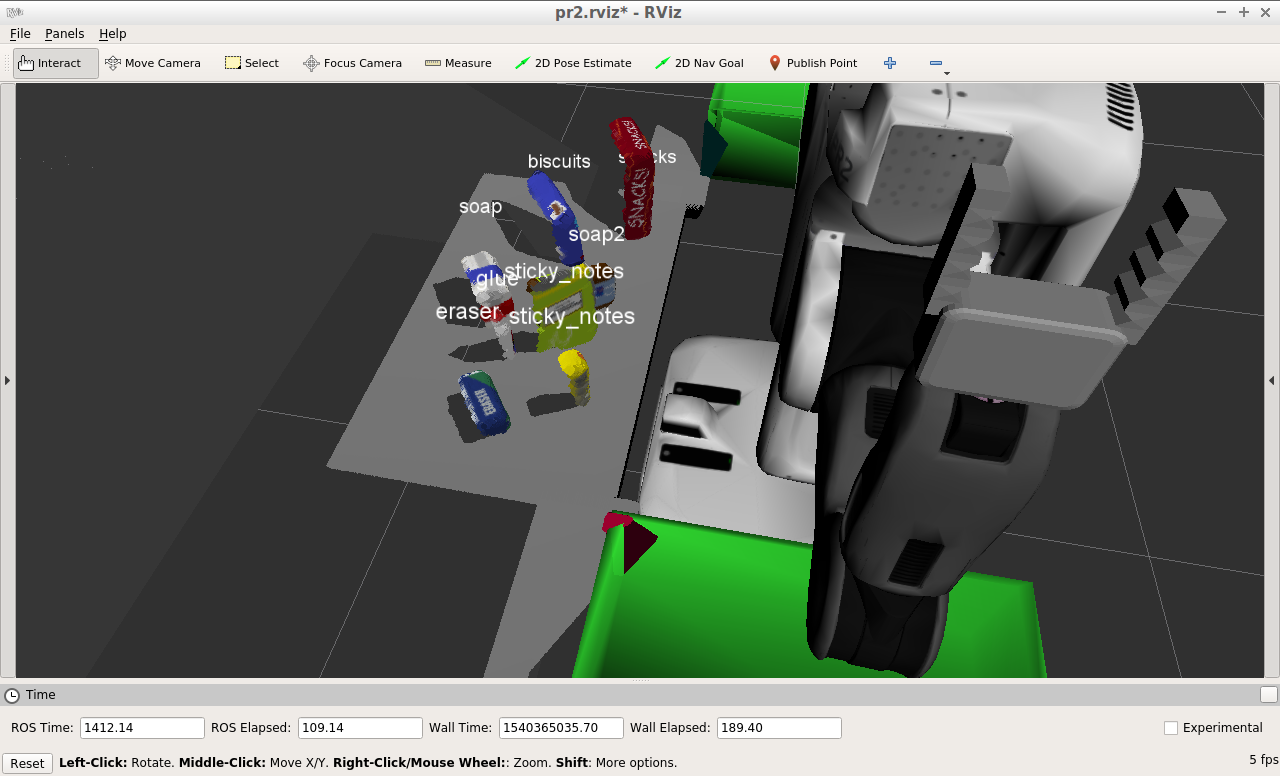 pr2.rviz* - RViz
File Panels Help
Interact Move Camera Select Focus Camera Measure 2D Pose Estimate 2D Nav Goal Publish Point
SNACKS
biscuits
SNACKS!
soap
soap2
sticky_notes
glue
eraser
sticky_notes
ERASER
Time
ROS Time: 1412.14 ROS Elapsed: 109.14 Wall Time: 1540365035.70 Wall Elapsed: 189.40 Experimental
Reset Left-Click: Rotate. Middle-Click: Move X/Y. Right-Click/Mouse Wheel:: Zoom. Shift: More options. 5 fps